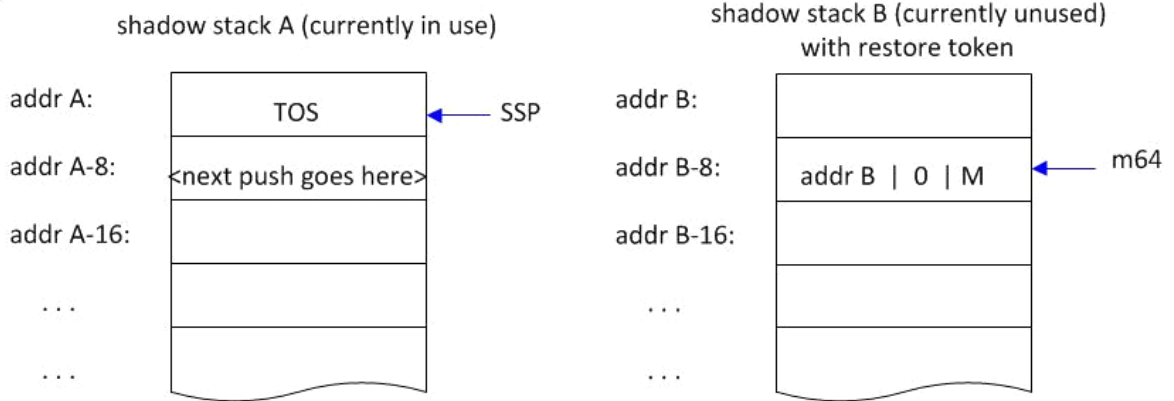 shadow stack A (currently in use)
addr A:
TOS
SSP
addr A-8:
<next push goes here>
addr A-16:
. . .
. . .
shadow stack B (currently unused)
with restore token
addr B:
addr B-8:
addr B | 0 | M
m64
addr B-16:
. . .
. . .